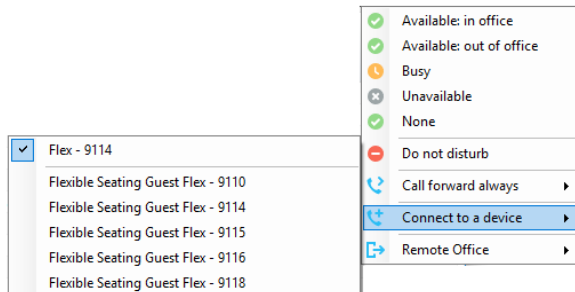 Available: in office
Available: out of office
Busy
Unavailable
None
Do not disturb
Call forward always
Connect to a device
Remote Office
Flex - 9114
Flexible Seating Guest Flex - 9110
Flexible Seating Guest Flex - 9114
Flexible Seating Guest Flex - 9115
Flexible Seating Guest Flex - 9116
Flexible Seating Guest Flex - 9118